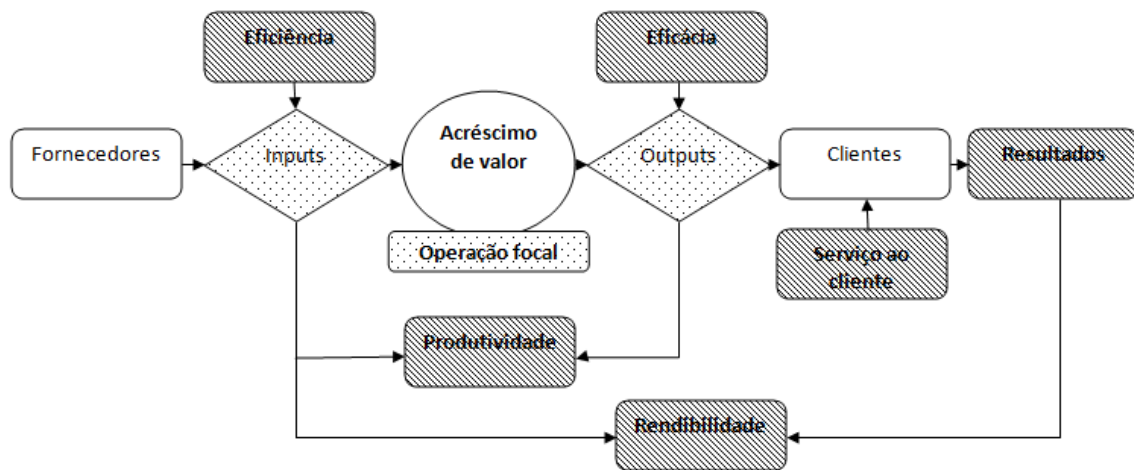 Eficiência
Eficácia
Fornecedores
Inputs
Acréscimo
de valor
Outputs
Clientes
Resultados
Operação focal
Serviço ao
cliente
Produtividade
Rendibilidade